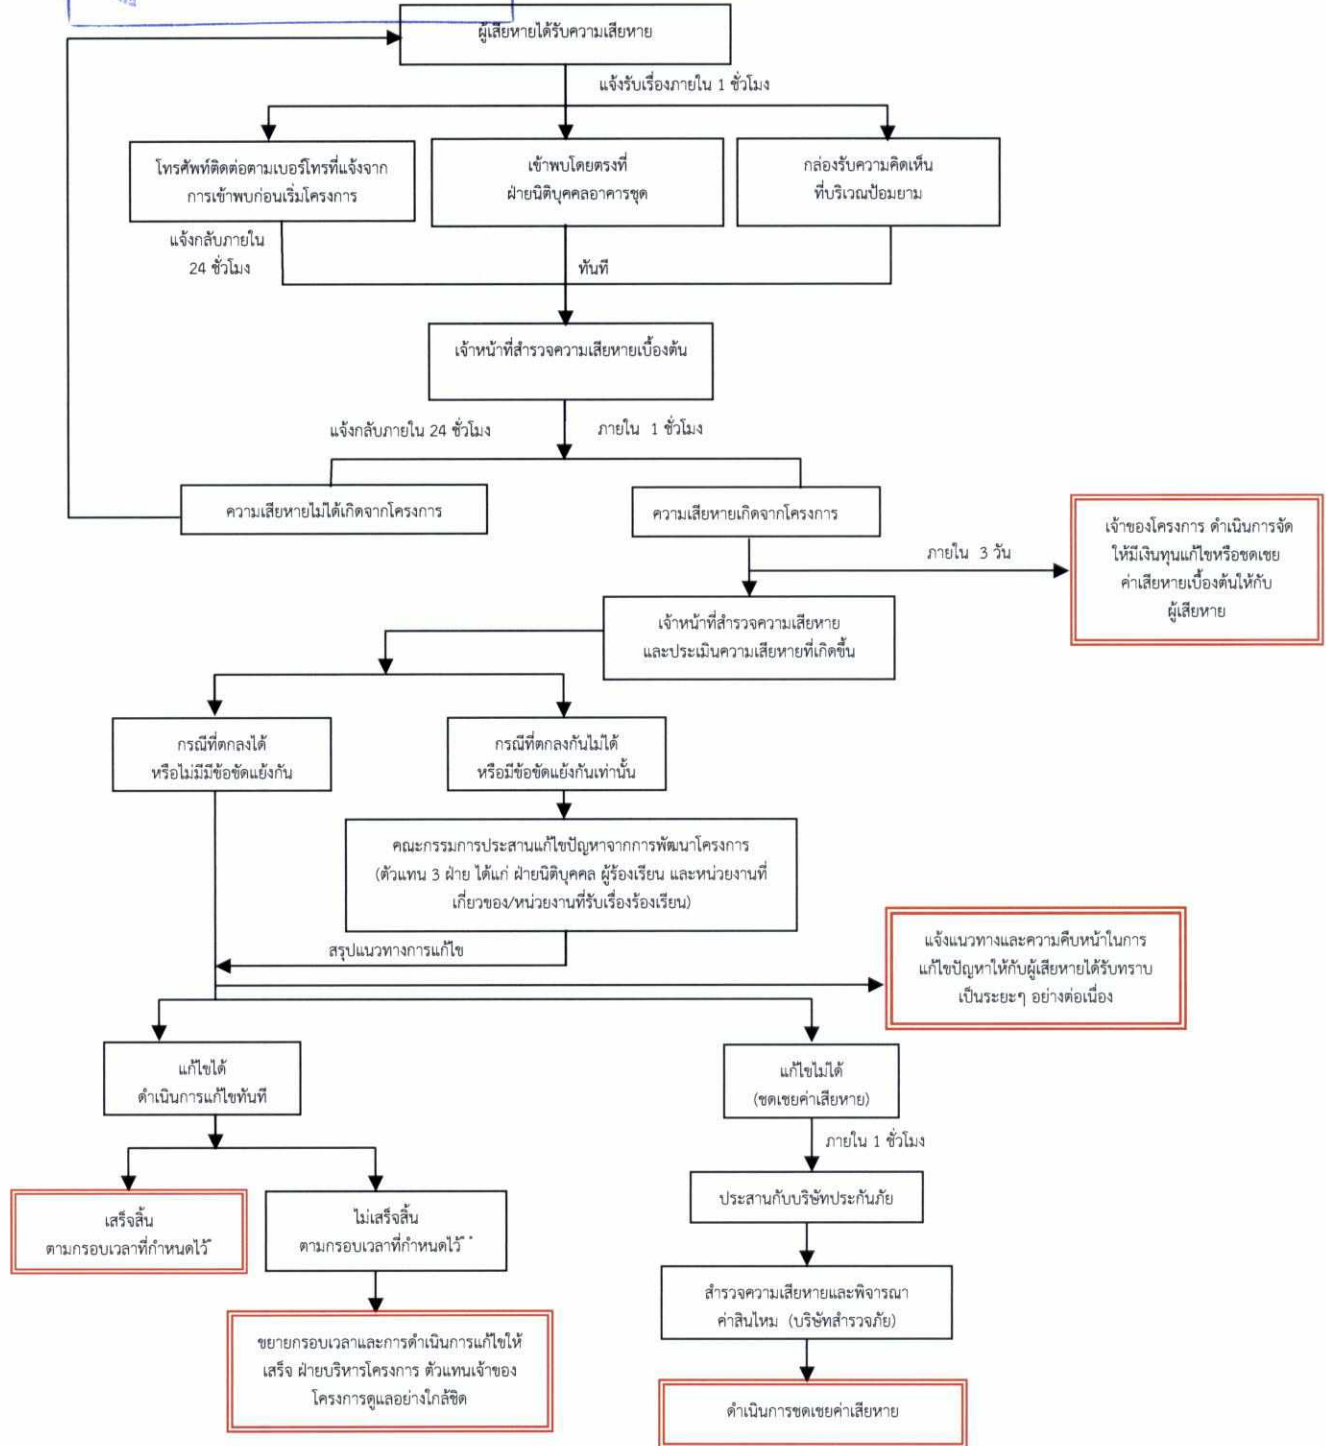 ผู้เสียหายได้รับความเสียหาย
แจ้งรับเรื่องภายใน 1 ชั่วโมง
โทรศัพท์ติดต่อตามเบอร์โทรที่แจ้งจาก
การเข้าพบก่อนเริ่มโครงการ
เข้าพบโดยตรงที่
ฝ่ายนิติบุคคลอาคารชุด
กล่องรับความคิดเห็น
ที่บริเวณป้อมยาม
แจ้งกลับภายใน
24 ชั่วโมง
ทันที
เจ้าหน้าที่สำรวจความเสียหายเบื้องต้น
แจ้งกลับภายใน 24 ชั่วโมง
ภายใน 1 ชั่วโมง
ความเสียหายไม่ได้เกิดจากโครงการ
ความเสียหายเกิดจากโครงการ
ภายใน 3 วัน
เจ้าของโครงการ ดำเนินการจัด
ให้มีเงินทุนแก้ไขหรือชดเชย
ค่าเสียหายเบื้องต้นให้กับ
ผู้เสียหาย
เจ้าหน้าที่สำรวจความเสียหาย
และประเมินความเสียหายที่เกิดขึ้น
กรณีที่ตกลงได้
หรือไม่มีมีข้อขัดแย้งกัน
กรณีที่ตกลงกันไม่ได้
หรือมีข้อขัดแย้งกันเท่านั้น
คณะกรรมการประสานแก้ไขปัญหาจากการพัฒนาโครงการ
(ตัวแทน 3 ฝ่าย ได้แก่ ฝ่ายนิติบุคคล ผู้ร้องเรียน และหน่วยงานที่
เกี่ยวของ/หน่วยงานที่รับเรื่องร้องเรียน)
สรุปแนวทางการแก้ไข
แจ้งแนวทางและความคืบหน้าในการ
แก้ไขปัญหาให้กับผู้เสียหายได้รับทราบ
เป็นระยะๆ อย่างต่อเนื่อง
แก้ไขได้
ดำเนินการแก้ไขทันที
แก้ไขไม่ได้
(ชดเชยค่าเสียหาย)
ภายใน 1 ชั่วโมง
เสร็จสิ้น
ตามกรอบเวลาที่กำหนดไว้*
ไม่เสร็จสิ้น
ตามกรอบเวลาที่กำหนดไว้**
ประสานกับบริษัทประกันภัย
สำรวจความเสียหายและพิจารณา
ค่าสินไหม (บริษัทสำรวจภัย)
ขยายกรอบเวลาและการดำเนินการแก้ไขให้
เสร็จ ฝ่ายบริหารโครงการ ตัวแทนเจ้าของ
โครงการดูแลอย่างใกล้ชิด
ดำเนินการชดเชยค่าเสียหาย